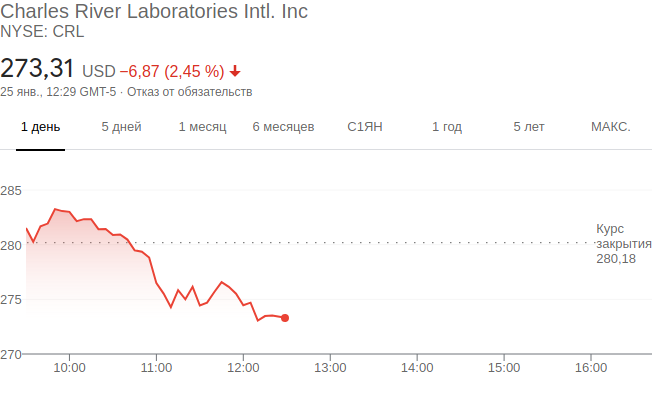 Charles River Laboratories Intl. Inc
NYSE: CRL
273,31 USD −6,87 (2,45 %)
25 янв., 12:29 GMT-5 · Отказ от обязательств
1 день 5 дней 1 месяц 6 месяцев С1ЯН 1 год 5 лет МАКС.
285
Курс
280 закрытия
280,18
275
270
10:00 11:00 12:00 13:00 14:00 15:00 16:00